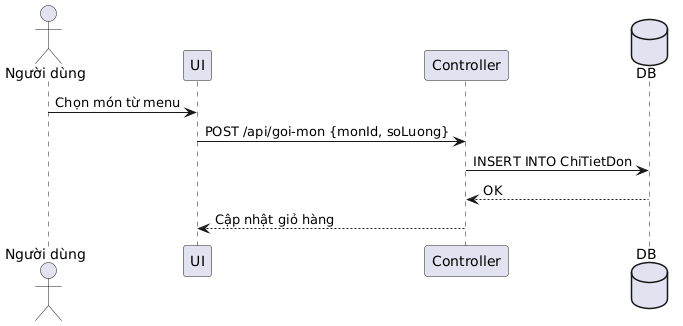 Người dùng
UI
Controller
DB
Chọn món từ menu
POST /api/goi-mon {monId, soLuong}
INSERT INTO ChiTietDon
OK
Cập nhật giỏ hàng
Người dùng
UI
Controller
DB